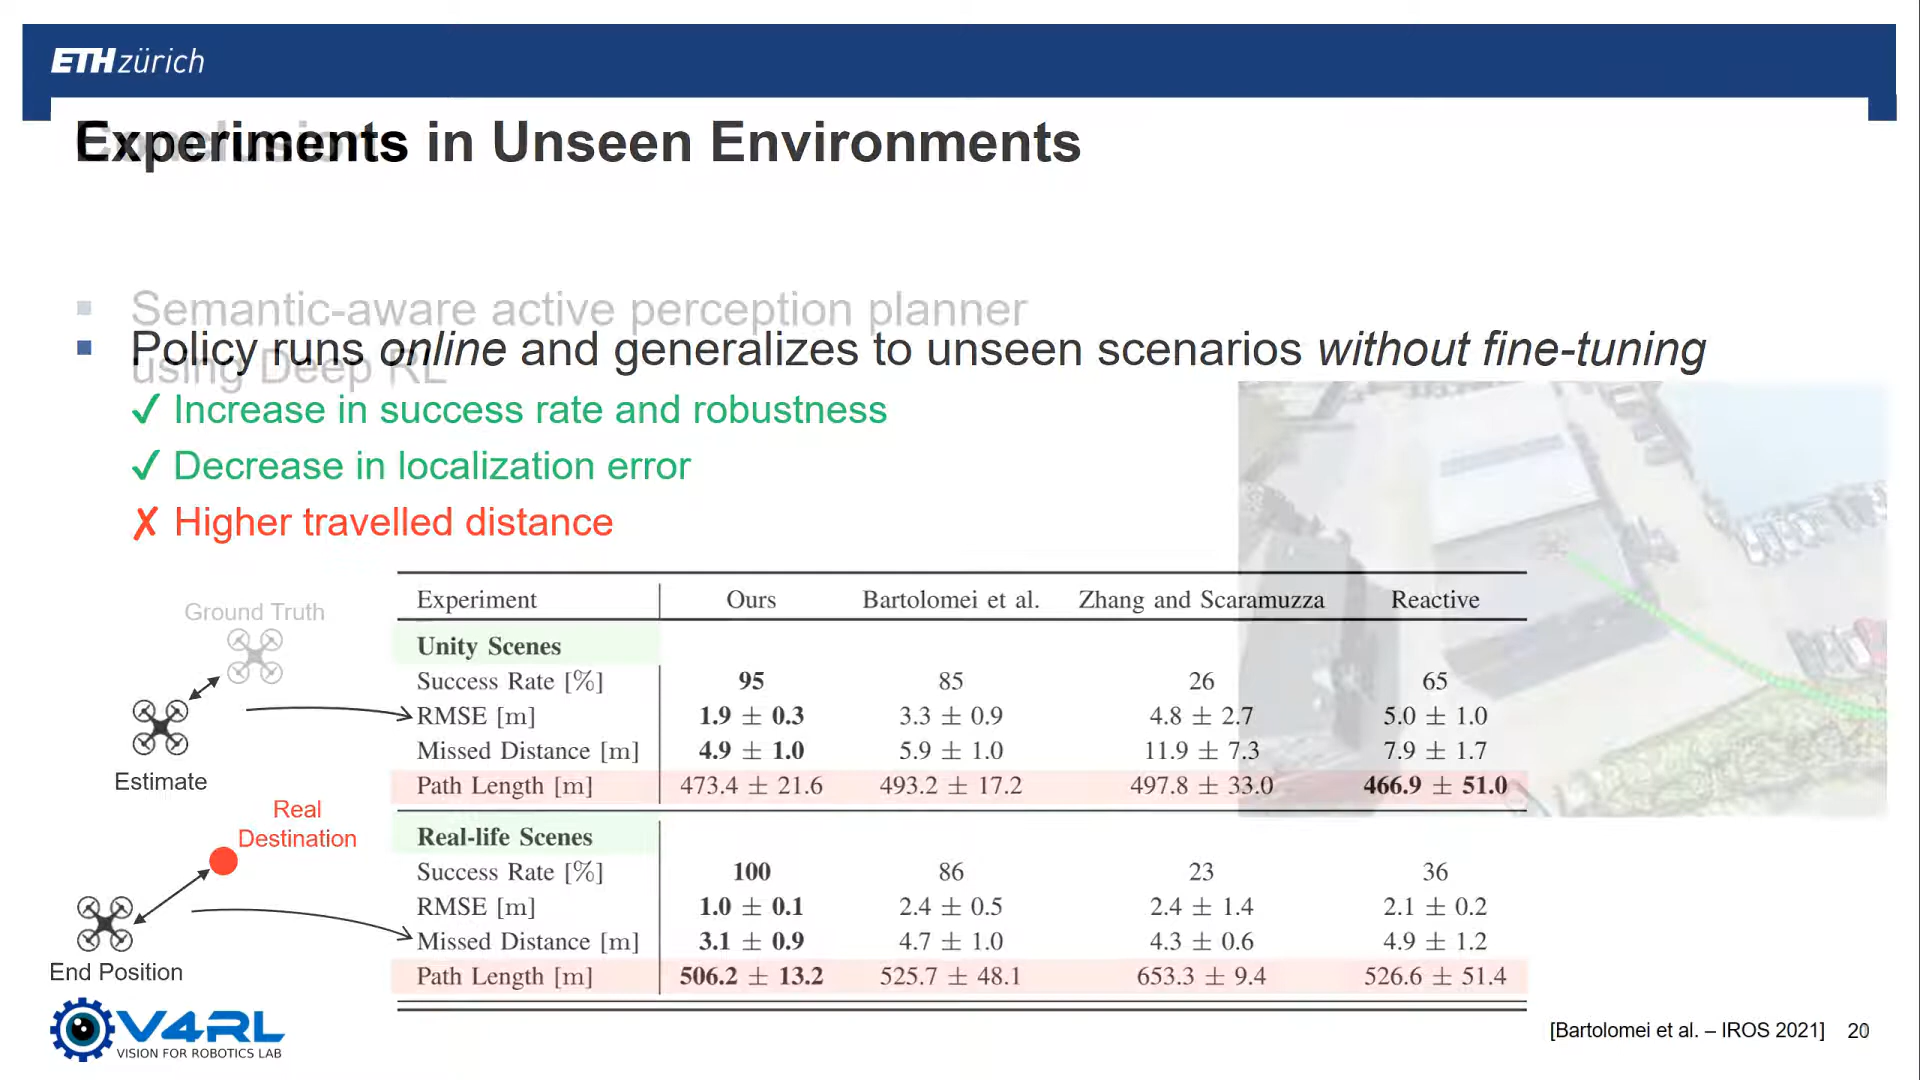 ETH zürich
Experiments in Unseen Environments
Semantic-aware active perception planner
using Deep RL
Policy runs online and generalizes to unseen scenarios without fine-tuning
✓ Increase in success rate and robustness
✓ Decrease in localization error
✗ Higher travelled distance
Ground Truth
Estimate
Real
Destination
End Position
Experiment Ours Bartolomei et al. Zhang and Scaramuzza Reactive
Unity Scenes
Success Rate [%] 95 85 26 65
RMSE [m] 1.9 ± 0.3 3.3 ± 0.9 4.8 ± 2.7 5.0 ± 1.0
Missed Distance [m] 4.9 ± 1.0 5.9 ± 1.0 11.9 ± 7.3 7.9 ± 1.7
Path Length [m] 473.4 ± 21.6 493.2 ± 17.2 497.8 ± 33.0 466.9 ± 51.0
Real-life Scenes
Success Rate [%] 100 86 23 36
RMSE [m] 1.0 ± 0.1 2.4 ± 0.5 2.4 ± 1.4 2.1 ± 0.2
Missed Distance [m] 3.1 ± 0.9 4.7 ± 1.0 4.3 ± 0.6 4.9 ± 1.2
Path Length [m] 506.2 ± 13.2 525.7 ± 48.1 653.3 ± 9.4 526.6 ± 51.4
V4RL
VISION FOR ROBOTICS LAB
[Bartolomei et al. – IROS 2021] 20